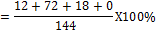 = 12 + 72 + 18 + 0 / 144 X100%